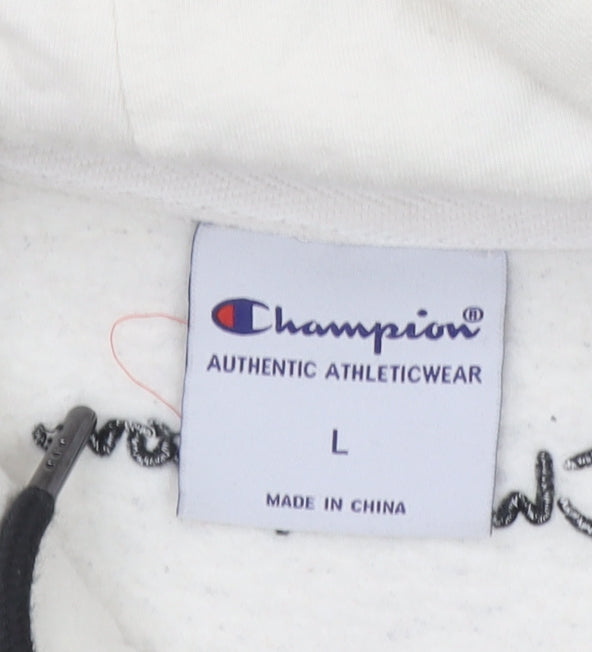 Champion®
AUTHENTIC ATHLETICWEAR
L
MADE IN CHINA